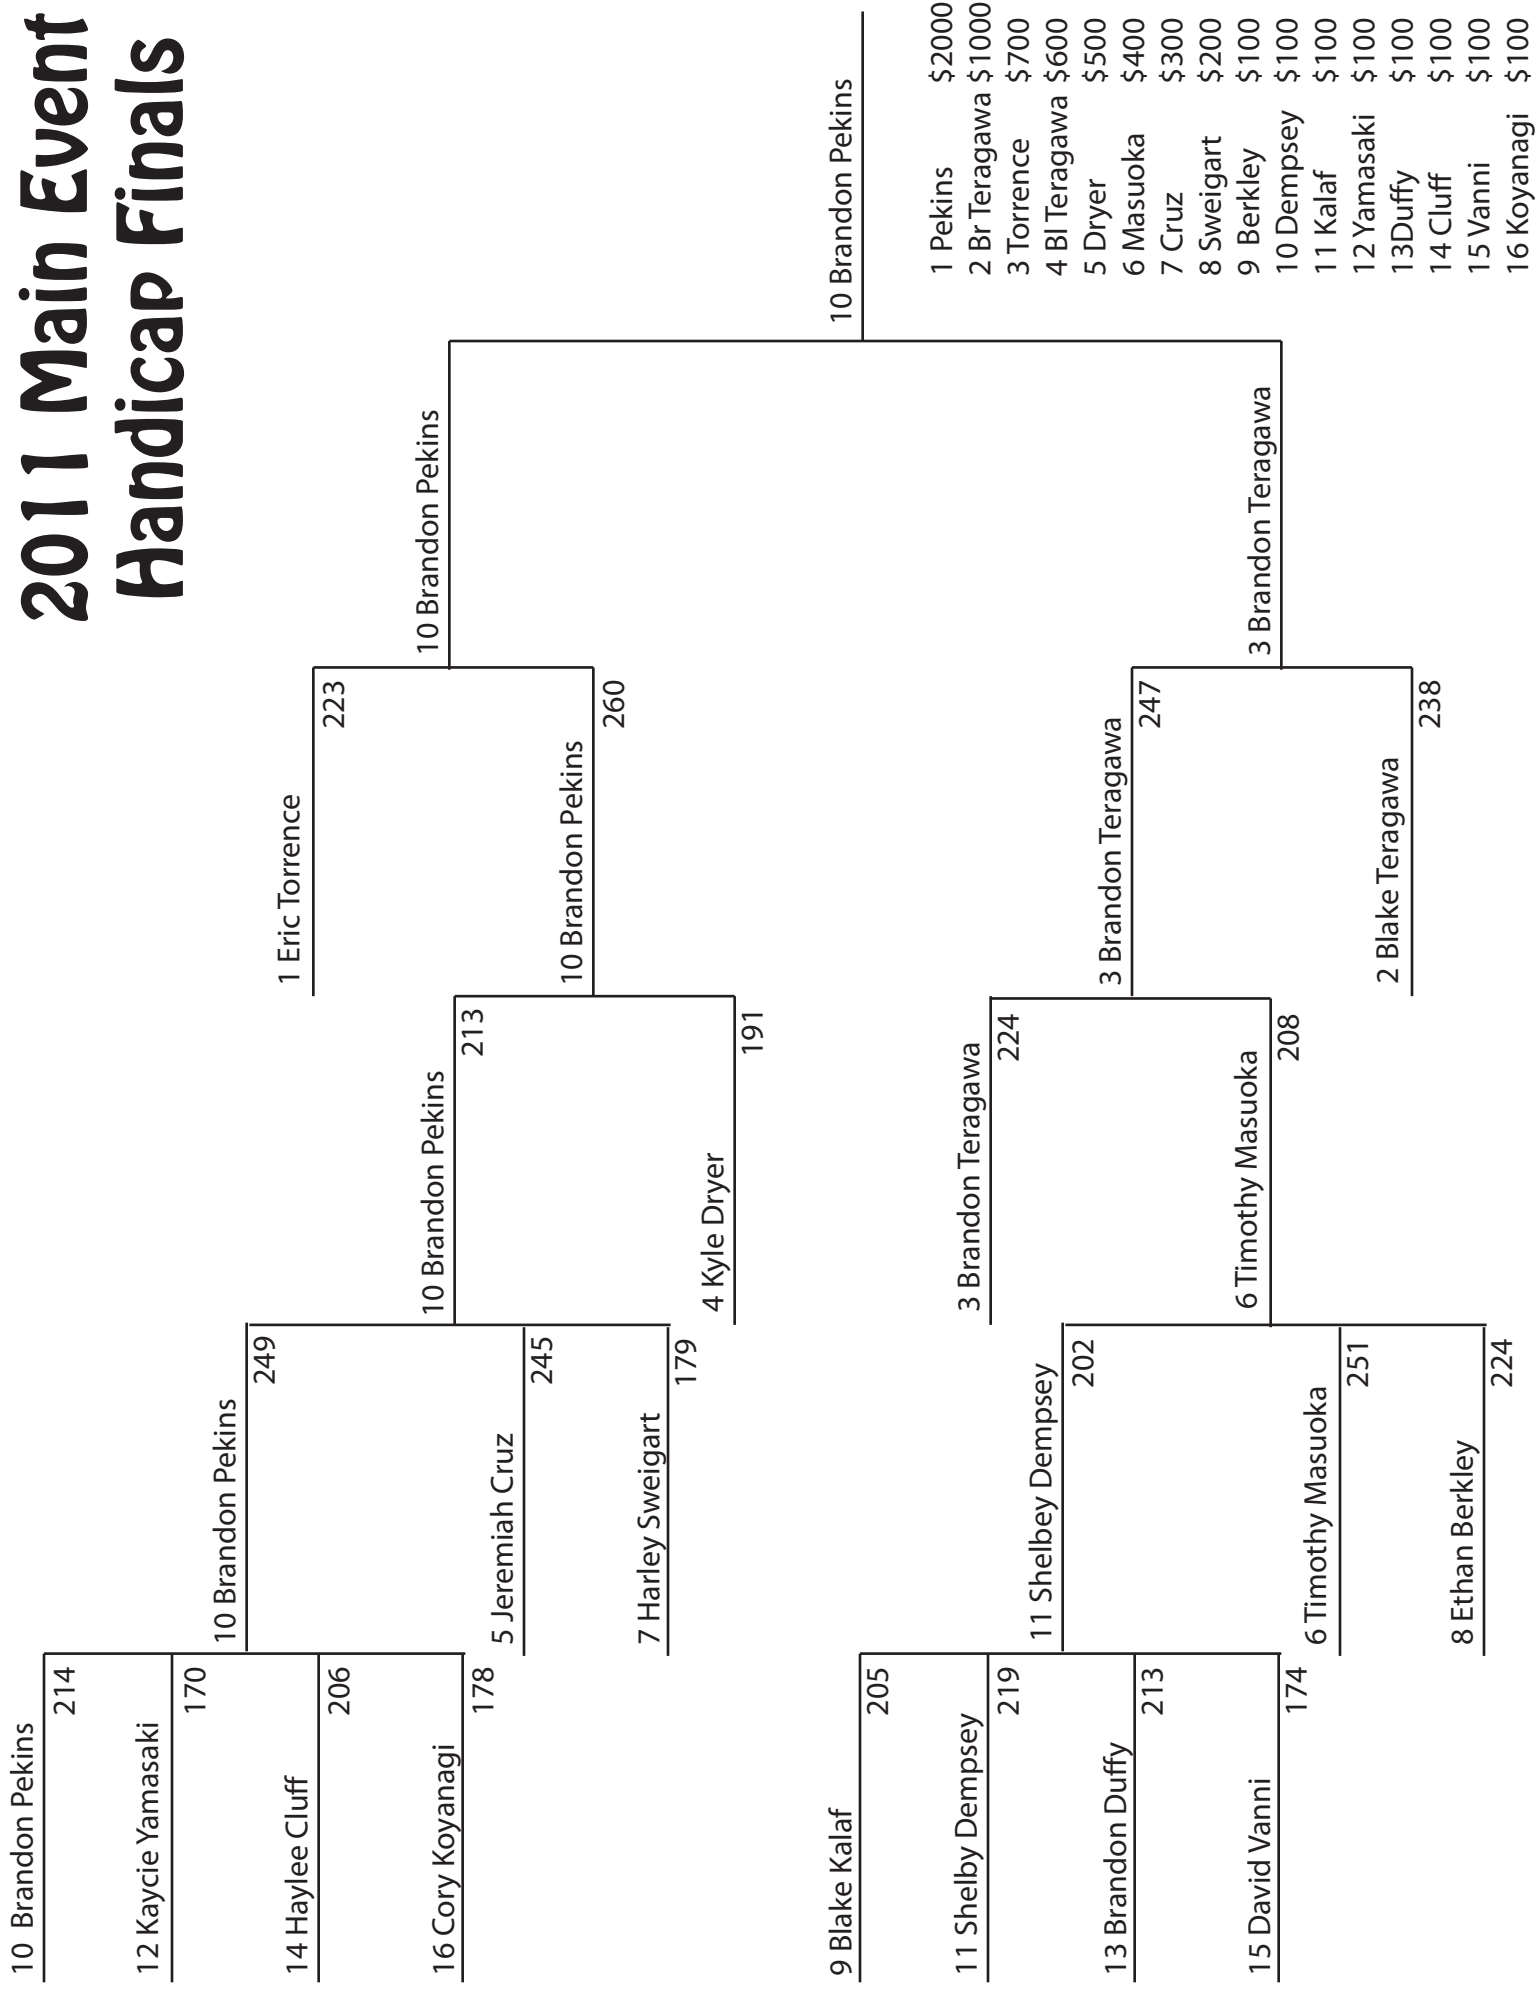 2011 Main Event
Handicap Finals
10 Brandon Pekins
214
12 Kaycie Yamasaki
170
14 Haylee Cluff
206
16 Cory Koyanagi
178
9 Blake Kalaf
205
11 Shelby Dempsey
219
13 Brandon Duffy
213
15 David Vanni
174
10 Brandon Pekins
249
5 Jeremiah Cruz
245
7 Harley Sweigart
179
11 Shelbey Dempsey
202
6 Timothy Masuoka
251
8 Ethan Berkley
224
10 Brandon Pekins
213
4 Kyle Dryer
191
3 Brandon Teragawa
224
6 Timothy Masuoka
208
1 Eric Torrence
223
10 Brandon Pekins
260
3 Brandon Teragawa
247
2 Blake Teragawa
238
10 Brandon Pekins
3 Brandon Teragawa
10 Brandon Pekins
1 Pekins $2000
2 Br Teragawa $1000
3 Torrence $700
4 Bl Teragawa $600
5 Dryer $500
6 Masuoka $400
7 Cruz $300
8 Sweigart $200
9 Berkley $100
10 Dempsey $100
11 Kalaf $100
12 Yamasaki $100
13Duffy $100
14 Cluff $100
15 Vanni $100
16 Koyanagi $100